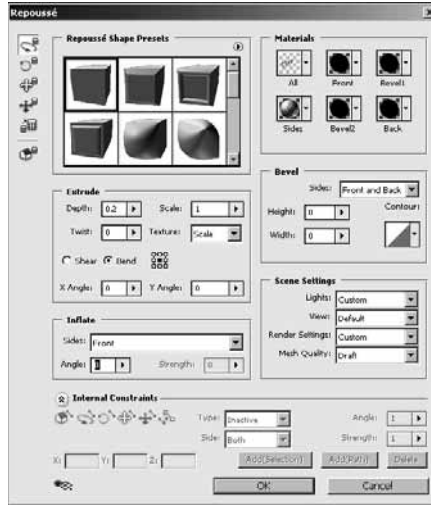 Repoussé
Repoussé Shape Presets
Materials
All Front Bevel1
Sides Bevel2 Back
Extrude
Depth: 0.2 Scale: 1
Twist: 0 Texture: Scale
Shear Bend
X Angle: 0 Y Angle: 0
Bevel
Sides: Front and Back
Height: 0 Contour:
Width: 0
Inflate
Sides: Front
Angle: 0 Strength: 0
Scene Settings
Lights: Custom
View: Default
Render Settings: Custom
Mesh Quality: Draft
Internal Constraints
Type: Inactive Angle: 1
Side: Both Strength: 1
X: Y: Z: Add(Selection) Add(Path) Delete
OK Cancel